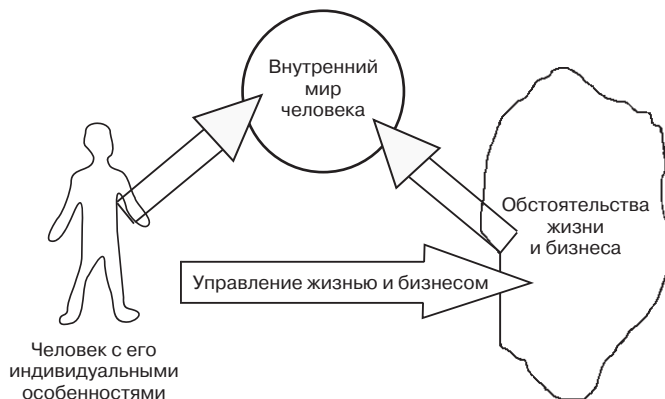 Внутренний
мир
человека
Обстоятельства
жизни
и бизнеса
Управление жизнью и бизнесом
Человек с его
индивидуальными
особенностями